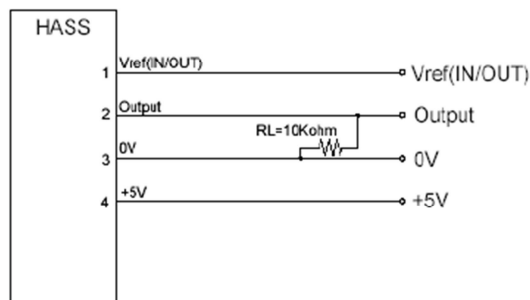 HASS
1 Vref(IN/OUT) Vref(IN/OUT)
2 Output Output
RL=10Kohm
3 0V 0V
4 +5V +5V